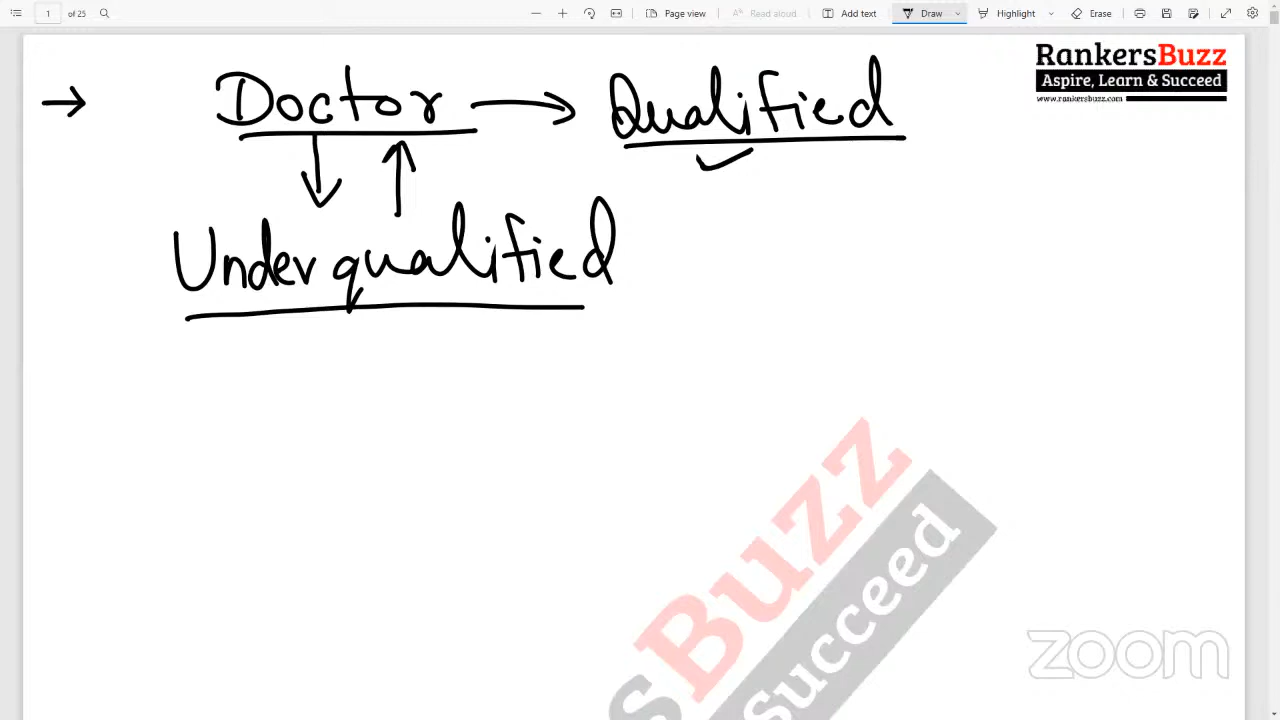 1 of 25 Page view Read aloud Add text Draw Highlight Erase
RankersBuzz
Aspire, Learn & Succeed
www.rankersbuzz.com
→ Doctor → Qualified
Underqualified
sBuzz
succeed
zoom